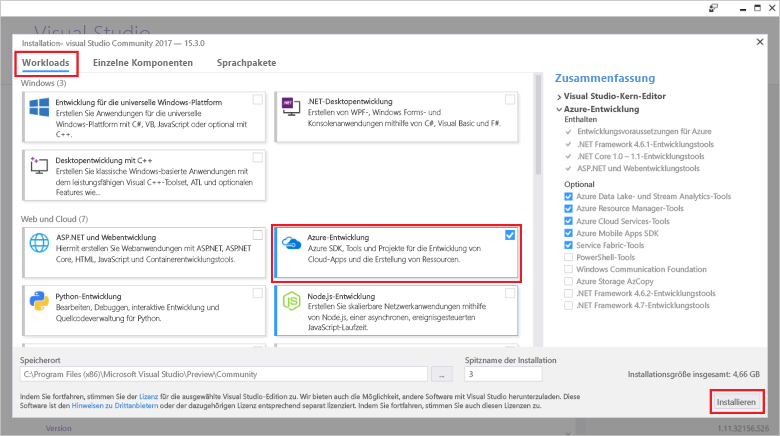 Visual Studio
Installation- visual Studio Community 2017 — 15.3.0
Workloads
Einzelne Komponenten
Sprachpakete
Windows (3)
Entwicklung für die universelle Windows-Plattform
Erstellen Sie Anwendungen für die universelle
Windows-Plattform mit C#, VB, JavaScript oder optional mit
C++.
.NET-Desktopentwicklung
Erstellen von WPF-, Windows Forms- und
Konsolenanwendungen mithilfe von C#, Visual Basic und F#.
Desktopentwicklung mit C++
Erstellen Sie klassische Windows-basierte Anwendungen mit
dem leistungsfähigen Visual C++-Toolset, ATL und optionalen
Features wie...
Web und Cloud (7)
ASP.NET und Webentwicklung
Hiermit erstellen Sie Webanwendungen mit ASP.NET, ASP.NET
Core, HTML, JavaScript und Containerentwicklungstools.
Azure-Entwicklung
Azure SDK, Tools und Projekte für die Entwicklung von
Cloud-Apps und die Erstellung von Ressourcen.
Python-Entwicklung
Bearbeiten, Debuggen, interaktive Entwicklung und
Quellcodeverwaltung für Python.
Node.js-Entwicklung
Erstellen Sie skalierbare Netzwerkanwendungen mithilfe
von Node.js, einer asynchronen, ereignisgesteuerten
JavaScript-Laufzeit.
Zusammenfassung
Visual Studio-Kern-Editor
Azure-Entwicklung
Enthalten
Entwicklungsvoraussetzungen für Azure
.NET Framework 4.6.1-Entwicklungstools
.NET Core 1.0 – 1.1-Entwicklungstools
ASP.NET und Webentwicklungstools
Optional
Azure Data Lake- und Stream Analytics-Tools
Azure Resource Manager-Tools
Azure Cloud Services-Tools
Azure Mobile Apps SDK
Service Fabric-Tools
PowerShell-Tools
Windows Communication Foundation
Azure Storage AzCopy
.NET Framework 4.6.2-Entwicklungstools
.NET Framework 4.7-Entwicklungstools
Speicherort
C:\Program Files (x86)\Microsoft Visual Studio\Preview\Community
...
Spitzname der Installation
3
Installationsgröße insgesamt: 4,66 GB
Indem Sie fortfahren, stimmen Sie der Lizenz für die ausgewählte Visual Studio-Edition zu. Wir bieten auch die Möglichkeit, andere Software mit Visual Studio herunterzuladen. Diese
Software ist den Hinweisen zu Drittanbietern oder der dazugehörigen Lizenz entsprechend separat lizenziert. Indem Sie fortfahren, stimmen Sie auch diesen Lizenzen zu.
Installieren
Version
1.11.32156.526